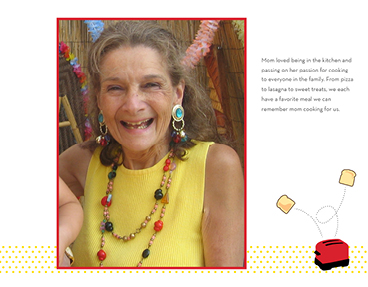 Mom loved being in the kitchen and
passing on her passion for cooking
to everyone in the family. From pizza
to lasagna to sweet treats, we each
have a favorite meal we can
remember mom cooking for us.